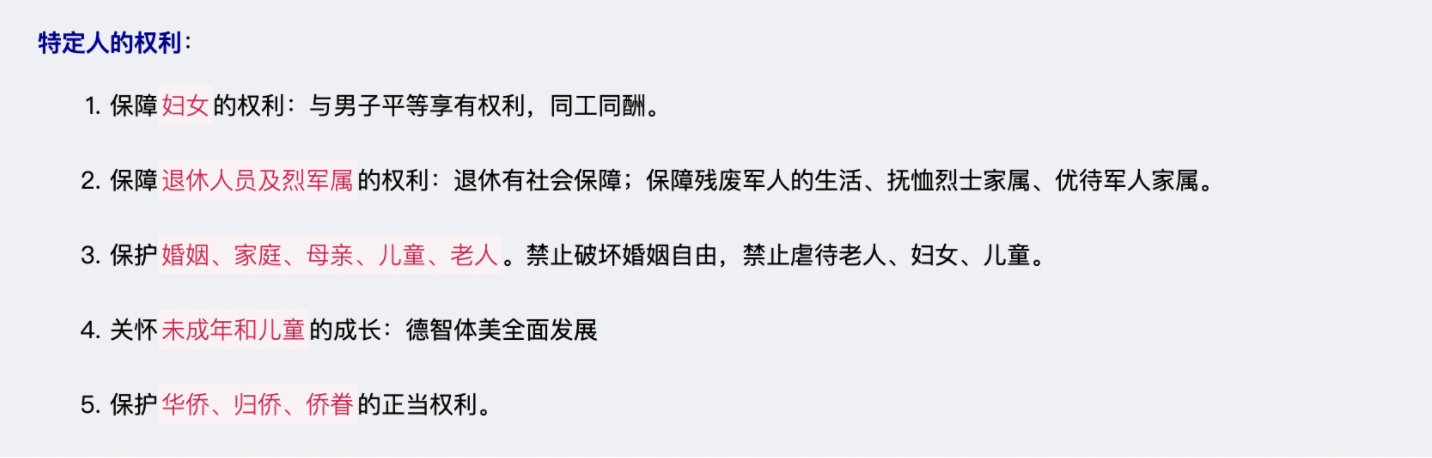 特定人的权利：
1. 保障妇女的权利：与男子平等享有权利，同工同酬。
2. 保障退休人员及烈军属的权利：退休有社会保障；保障残废军人的生活、抚恤烈士家属、优待军人家属。
3. 保护婚姻、家庭、母亲、儿童、老人。禁止破坏婚姻自由，禁止虐待老人、妇女、儿童。
4. 关怀未成年和儿童的成长：德智体美全面发展
5. 保护华侨、归侨、侨眷的正当权利。